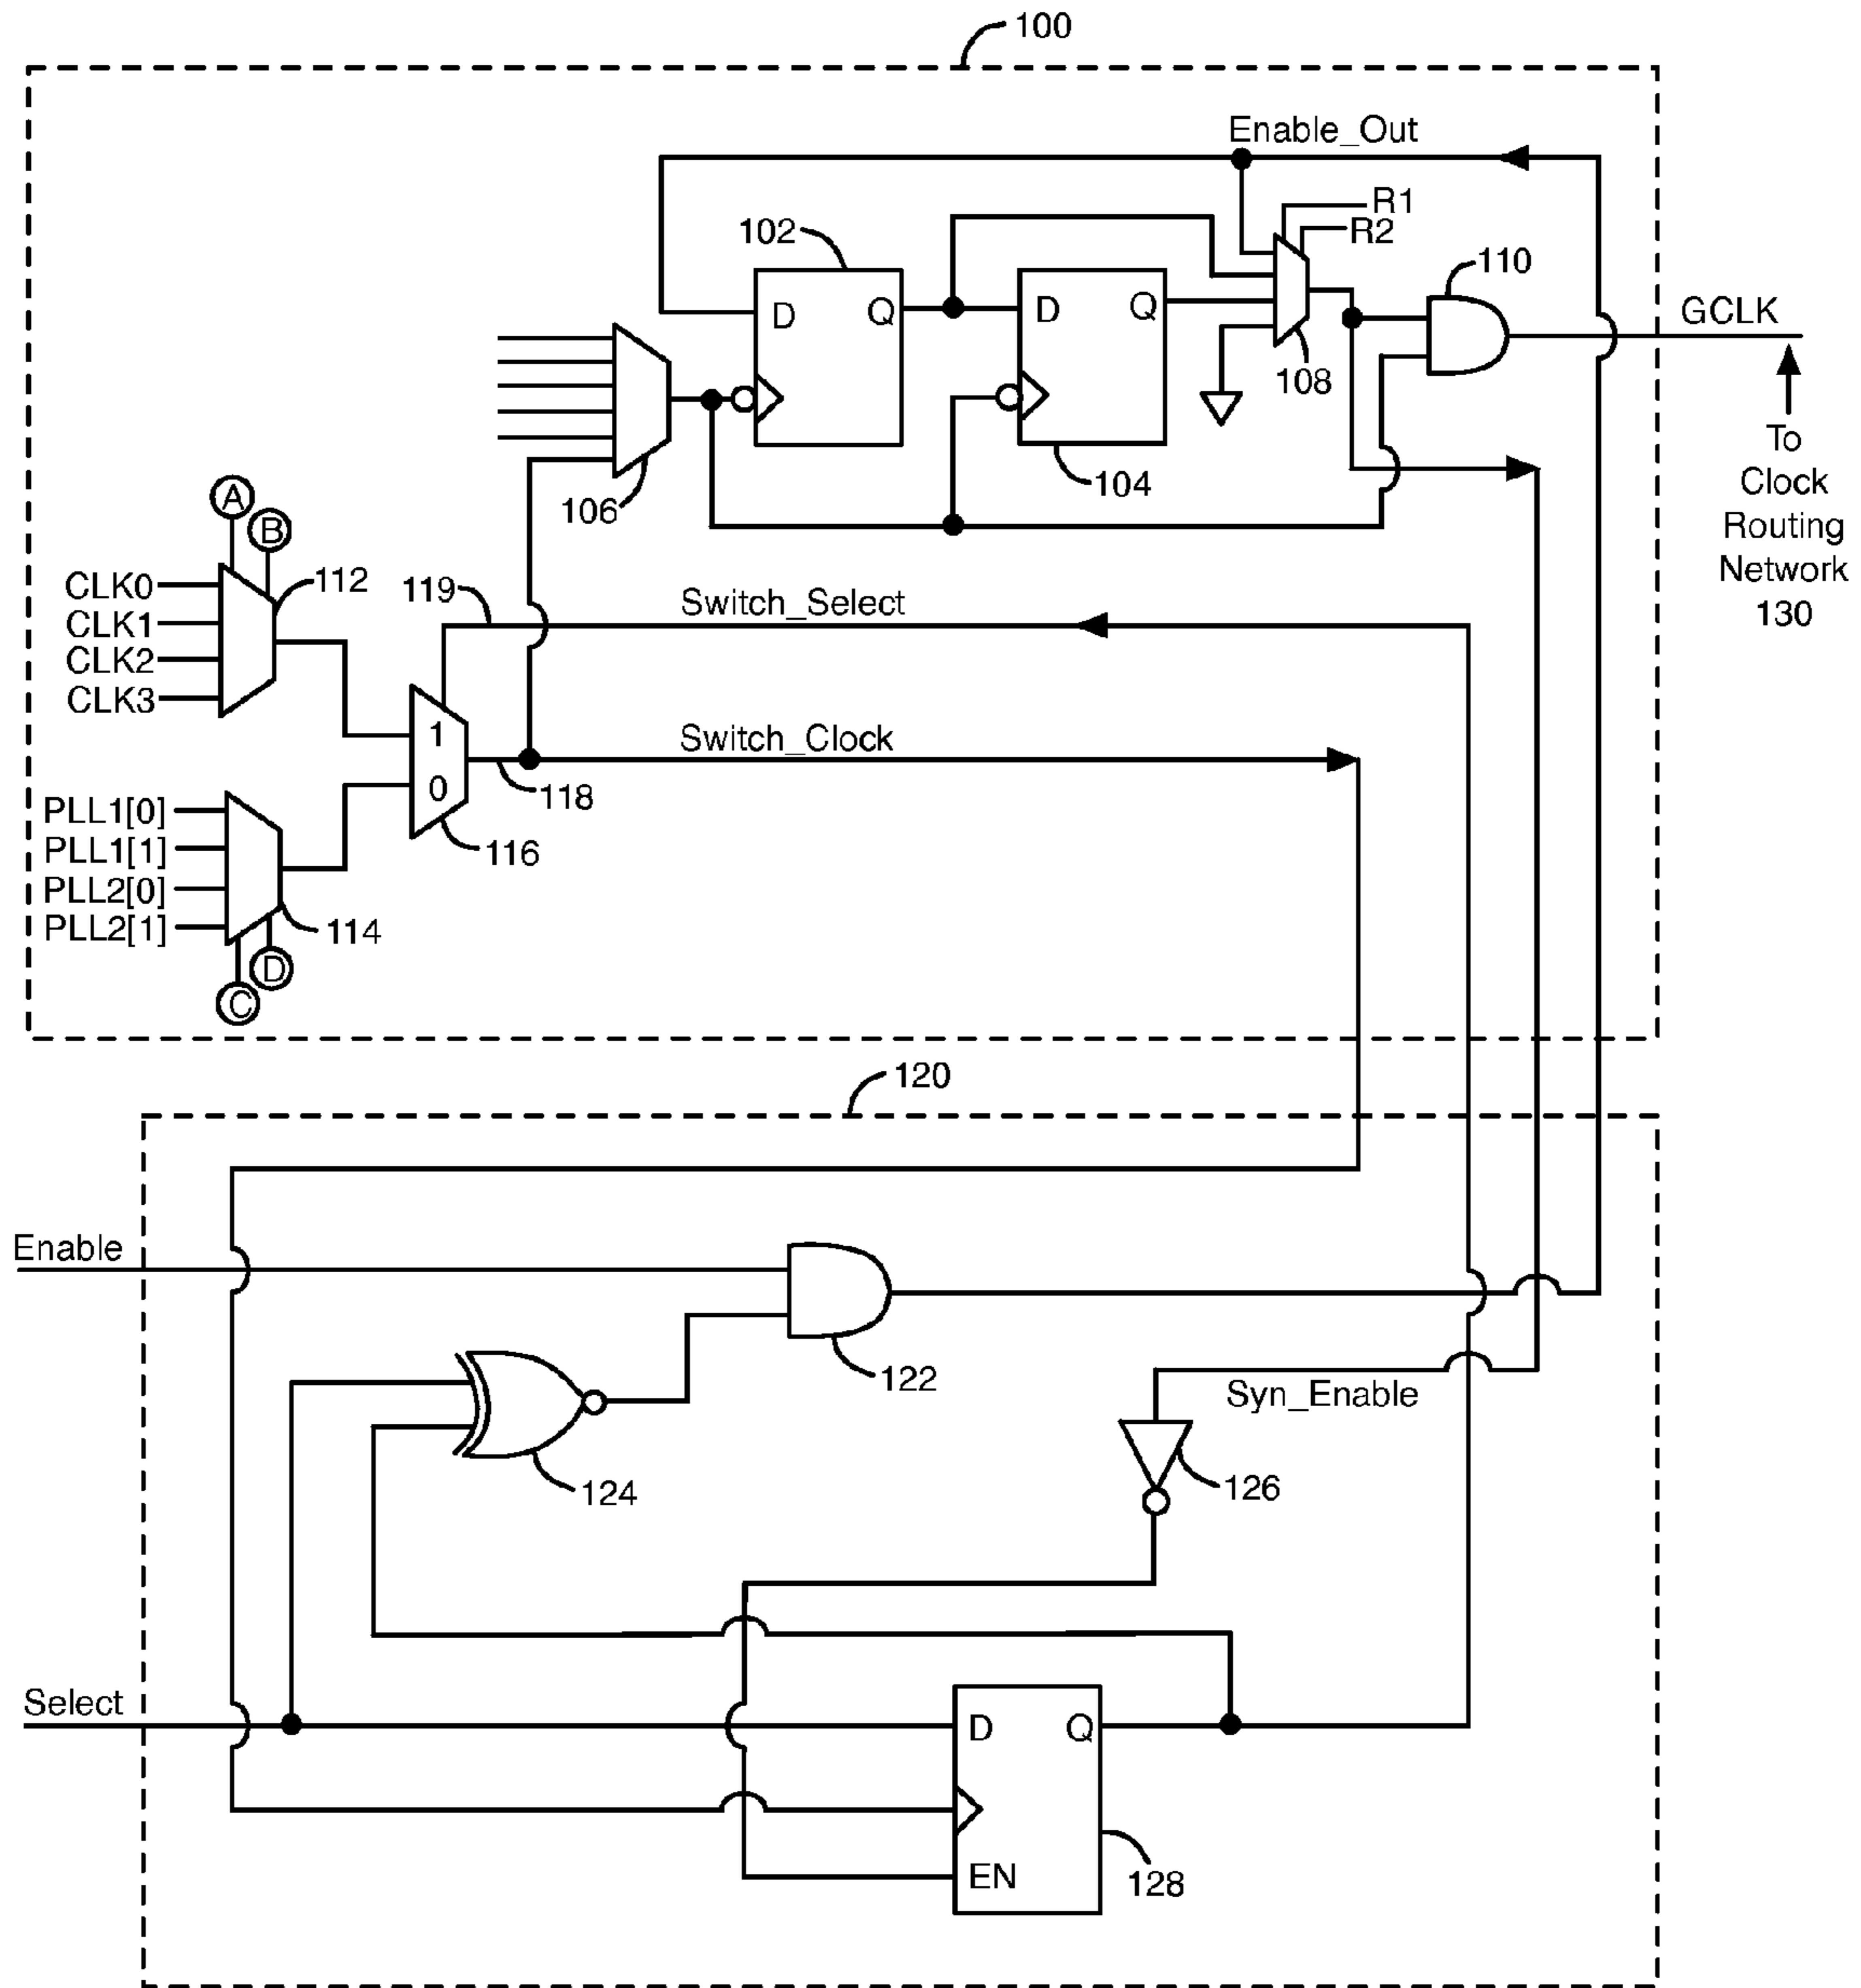 100
Enable_Out
R1
R2
102
110
D
Q
D
Q
GCLK
108
104
106
To
Clock
Routing
Network
130
A
B
CLK0
CLK1
CLK2
CLK3
112
119
Switch_Select
1
0
Switch_Clock
118
116
PLL1[0]
PLL1[1]
PLL2[0]
PLL2[1]
114
D
C
120
Enable
122
Syn_Enable
124
126
Select
D
Q
EN
128